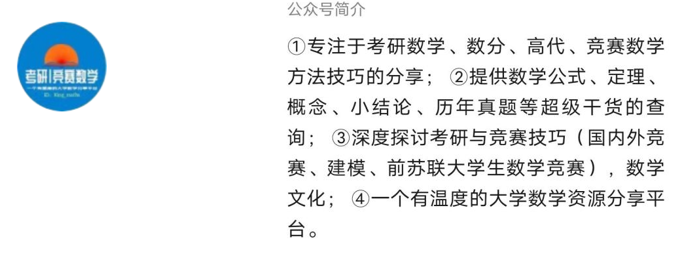 公众号简介
考研|竞赛数学
①专注于考研数学、数分、高代、竞赛数学
方法技巧的分享； ②提供数学公式、定理、
概念、小结论、历年真题等超级干货的查
询； ③深度探讨考研与竞赛技巧（国内外竞
赛、建模、前苏联大学生数学竞赛），数学
文化； ④一个有温度的大学数学资源分享平
台。